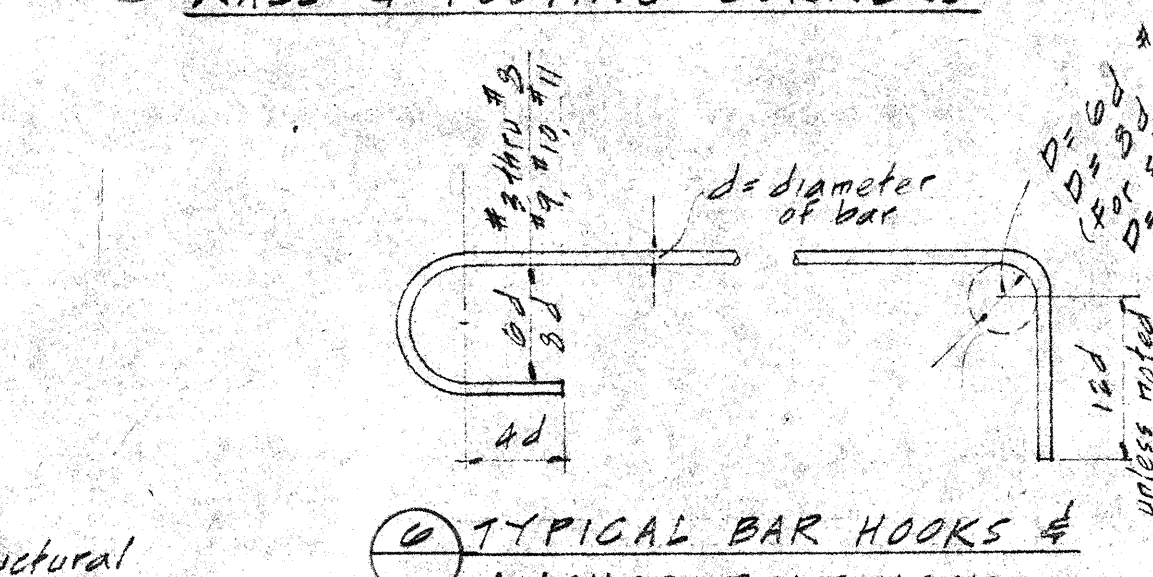 #3 thru #8
#9, #10, #11
d = diameter
of bar
D = 6d
D = 8d
(For
D =
6d
8d
4d
12d
unless noted
uctural
6 TYPICAL BAR HOOKS &